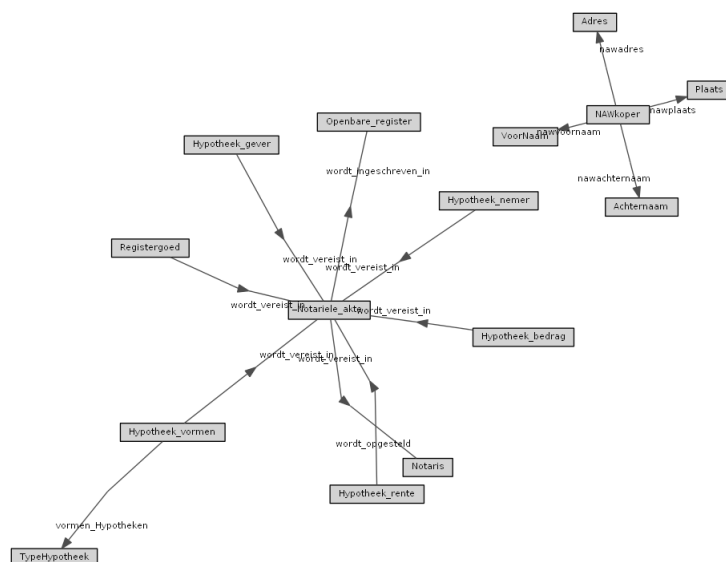 Adres
nawadres
Plaats
nawplaats
NAWkoper
Openbare_register
VoorNaam
nawvoornaam
Hypotheek_gever
wordt_ingeschreven_in
nawachternaam
Hypotheek_nemer
Achternaam
Registergoed
wordt_vereist_in
wordt_vereist_in
wordt_vereist_in
Notariele_akte
wordt_vereist_in
Hypotheek_bedrag
wordt_vereist_in
wordt_vereist_in
Hypotheek_vormen
wordt_opgesteld
Notaris
Hypotheek_rente
vormen_Hypotheken
TypeHypotheek